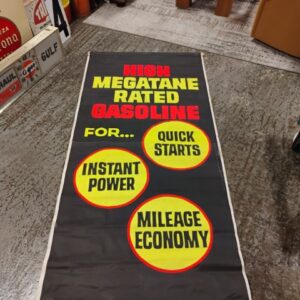 HIGH
MEGATANE
RATED
GASOLINE
FOR...
QUICK
STARTS
INSTANT
POWER
MILEAGE
ECONOMY
GULF